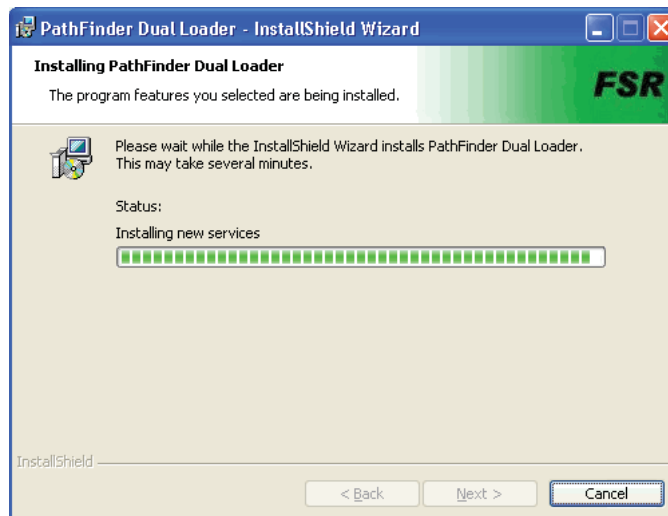 PathFinder Dual Loader - InstallShield Wizard
Installing PathFinder Dual Loader
The program features you selected are being installed.
FSR
Please wait while the InstallShield Wizard installs PathFinder Dual Loader.
This may take several minutes.
Status:
Installing new services
InstallShield
< Back
Next >
Cancel